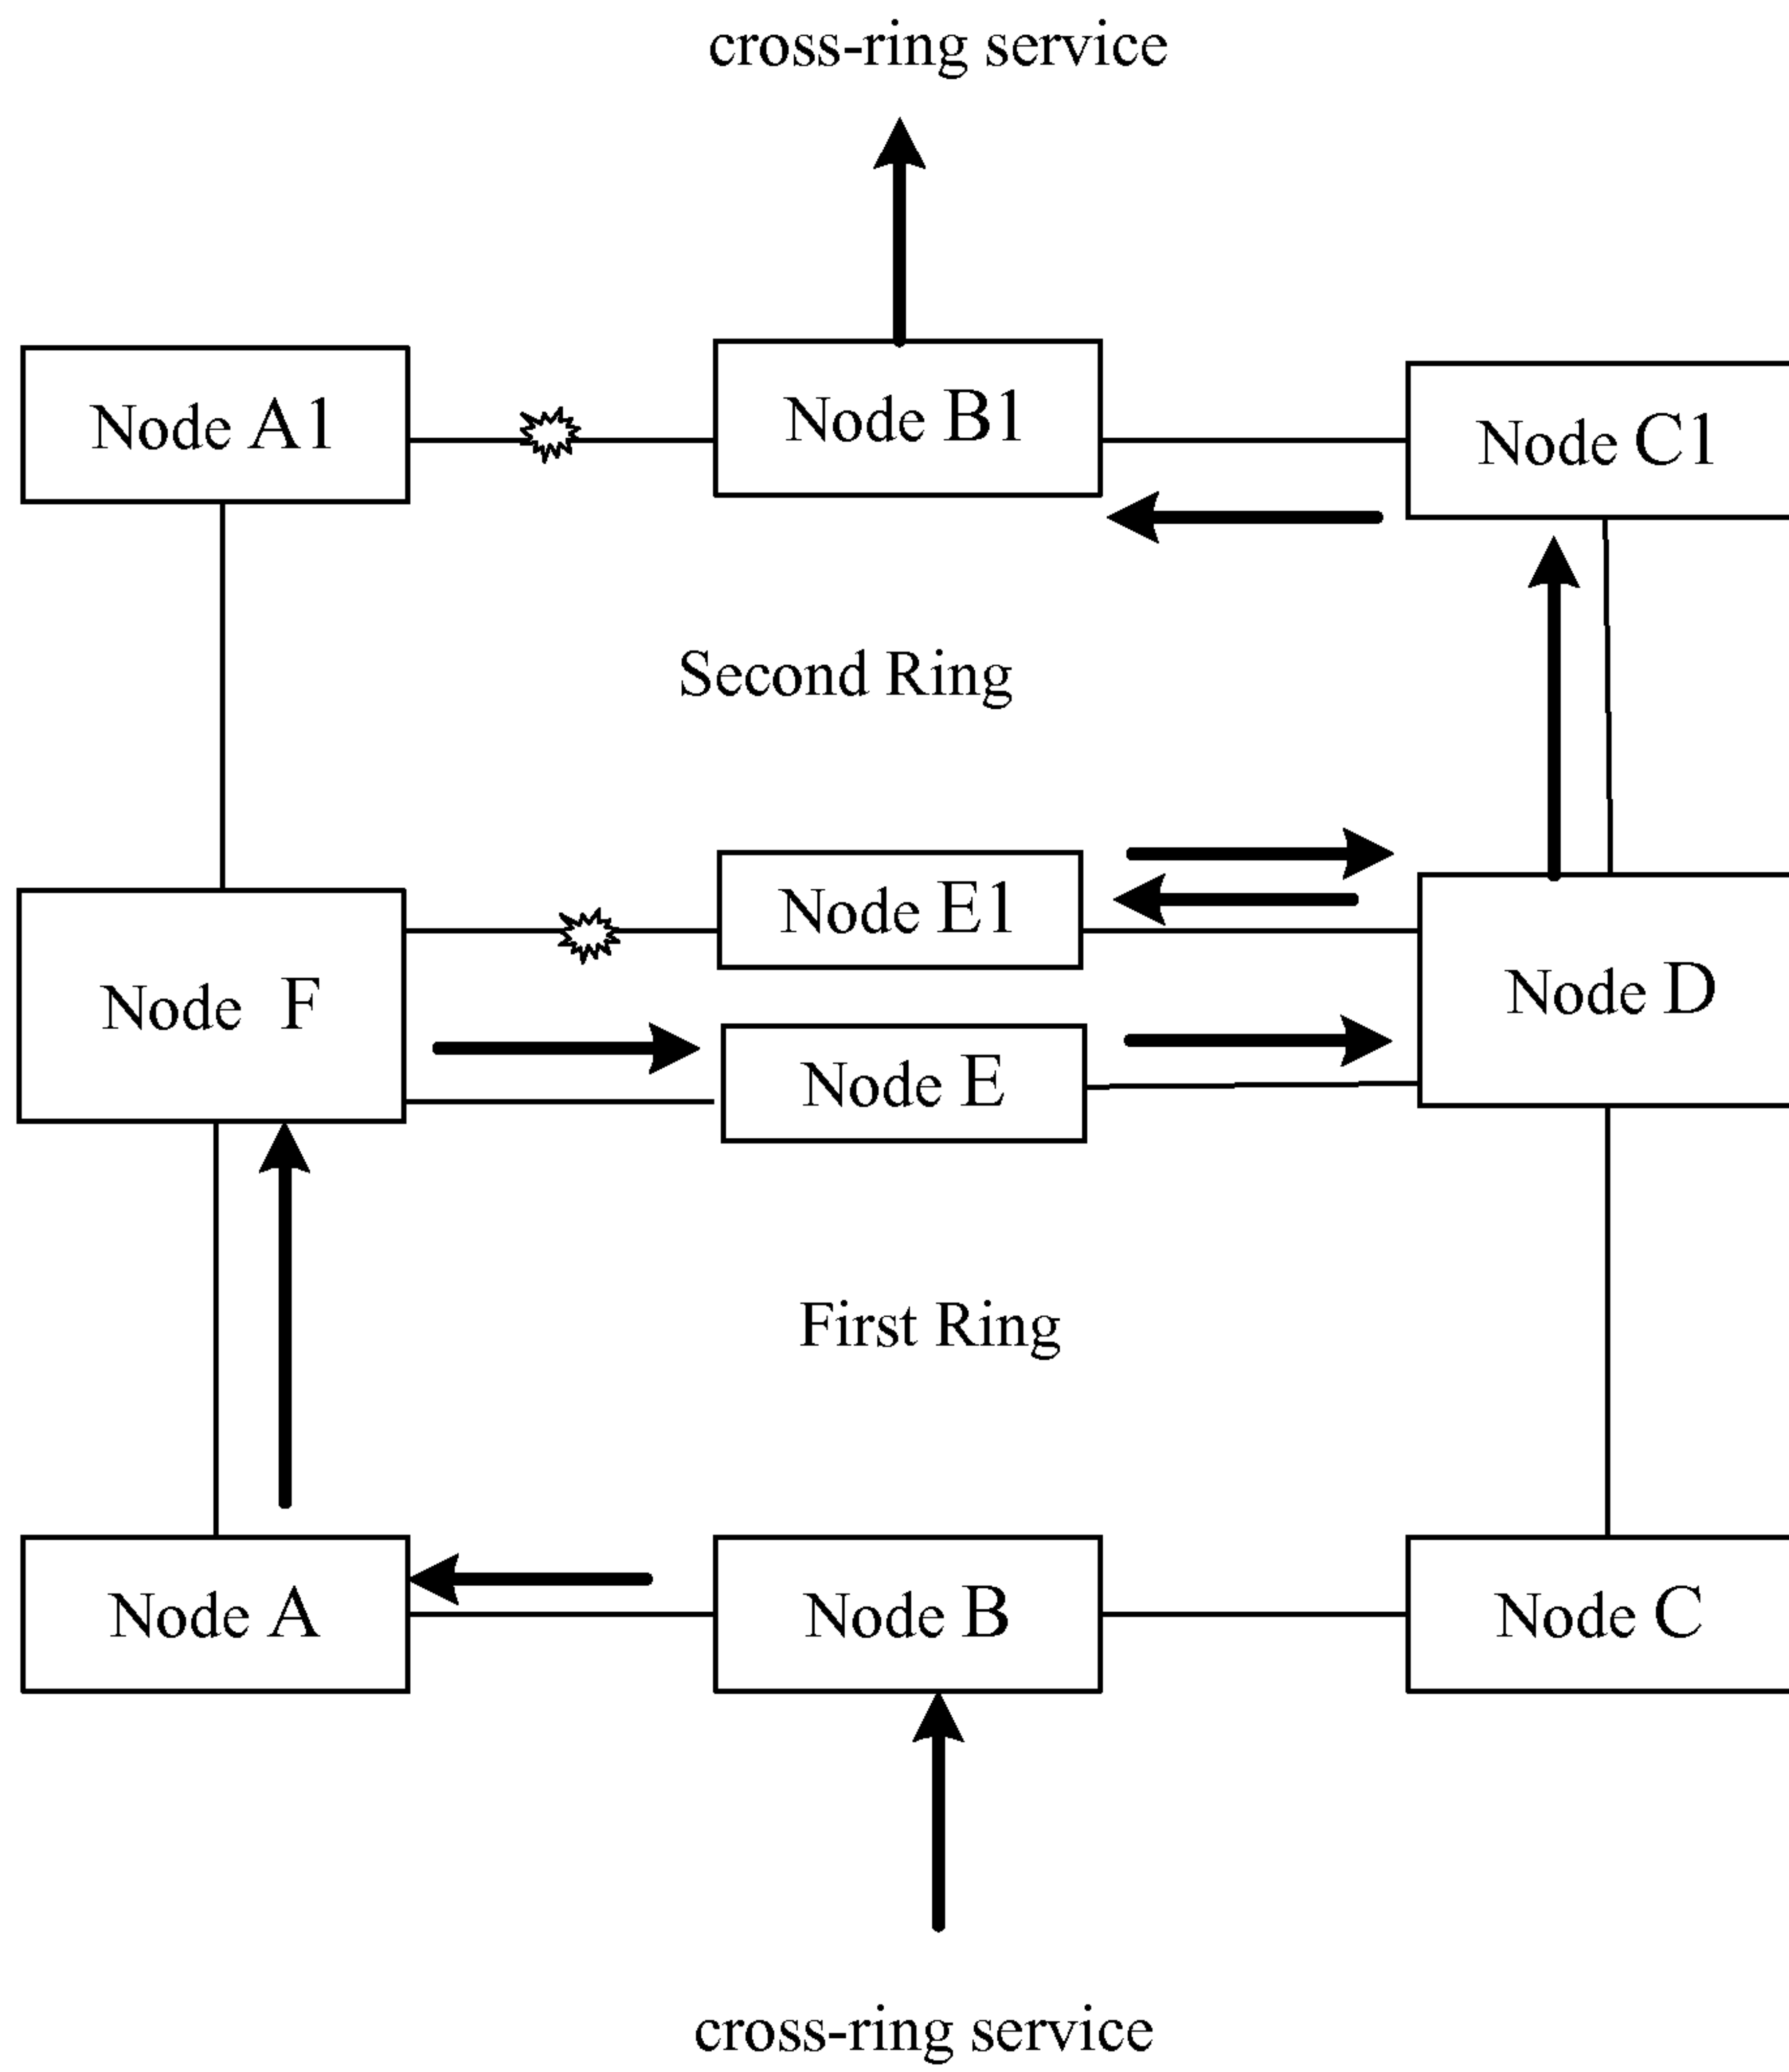 cross-ring service
Node A1
Node B1
Node C1
Second Ring
Node E1
Node F
Node D
Node E
First Ring
Node A
Node B
Node C
cross-ring service